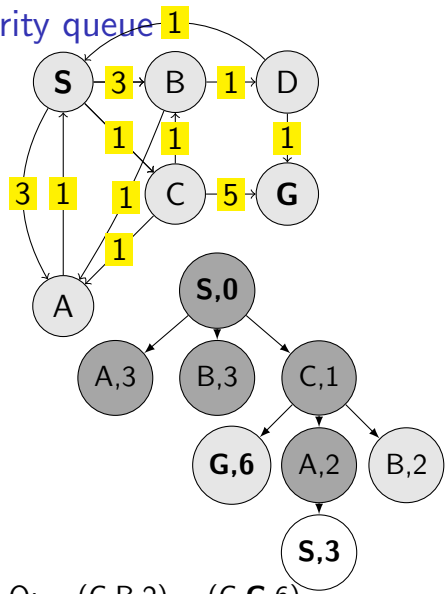 rity queue
1
S 3 B 1 D
1 1 1
3 1 1 C 5 G
1
A
S,0
A,3 B,3 C,1
G,6 A,2 B,2
S,3